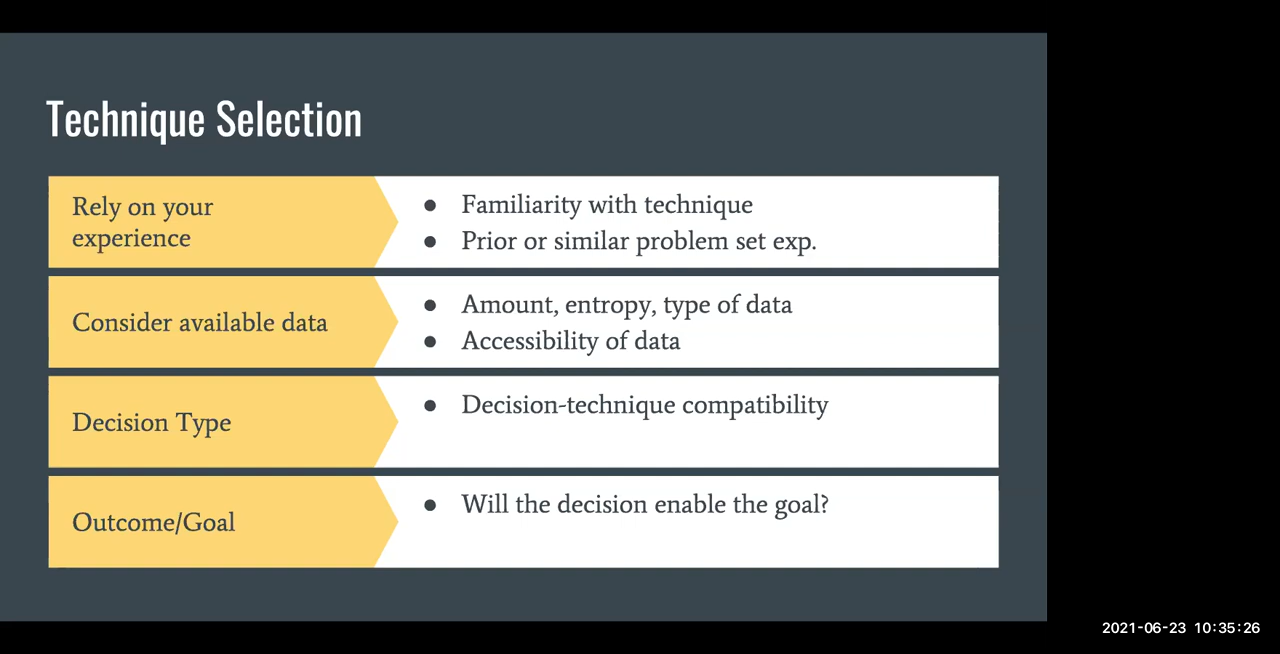 Technique Selection
Rely on your
experience
● Familiarity with technique
● Prior or similar problem set exp.
Consider available data
● Amount, entropy, type of data
● Accessibility of data
Decision Type
● Decision-technique compatibility
Outcome/Goal
● Will the decision enable the goal?
2021-06-23 10:35:26